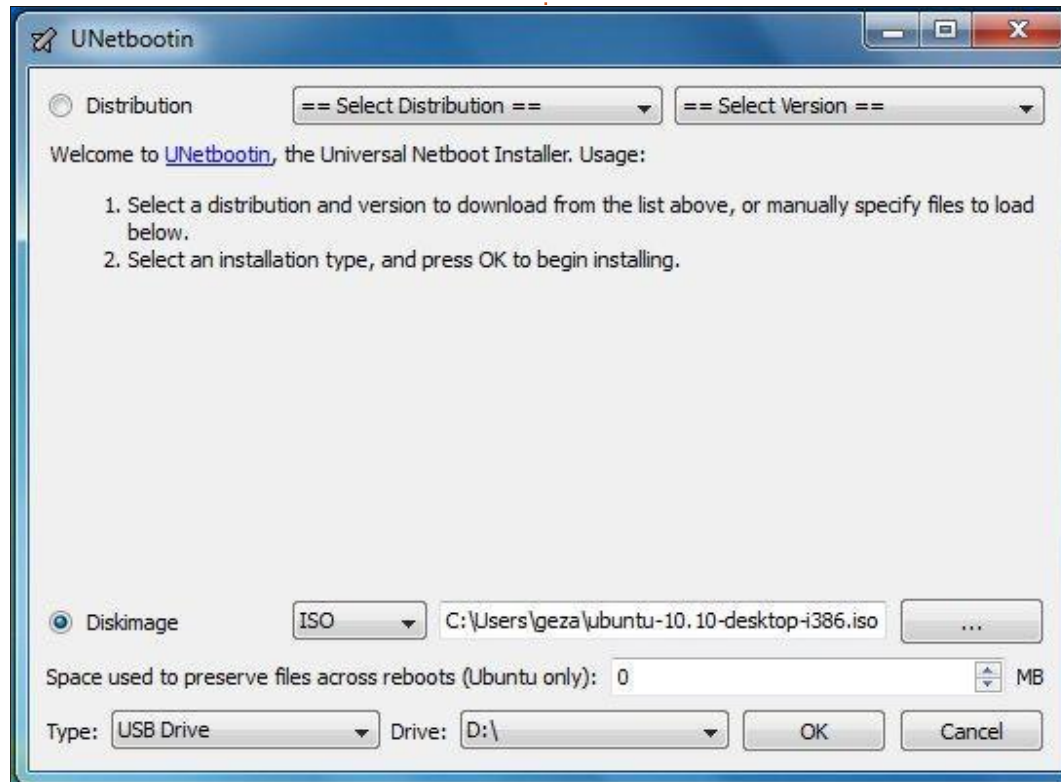 UNetbootin
Distribution == Select Distribution == == Select Version ==
Welcome to UNetbootin, the Universal Netboot Installer. Usage:
1. Select a distribution and version to download from the list above, or manually specify files to load
below.
2. Select an installation type, and press OK to begin installing.
Diskimage ISO C:\Users\geza\ubuntu-10.10-desktop-i386.iso ...
Space used to preserve files across reboots (Ubuntu only): 0 MB
Type: USB Drive Drive: D:\ OK Cancel